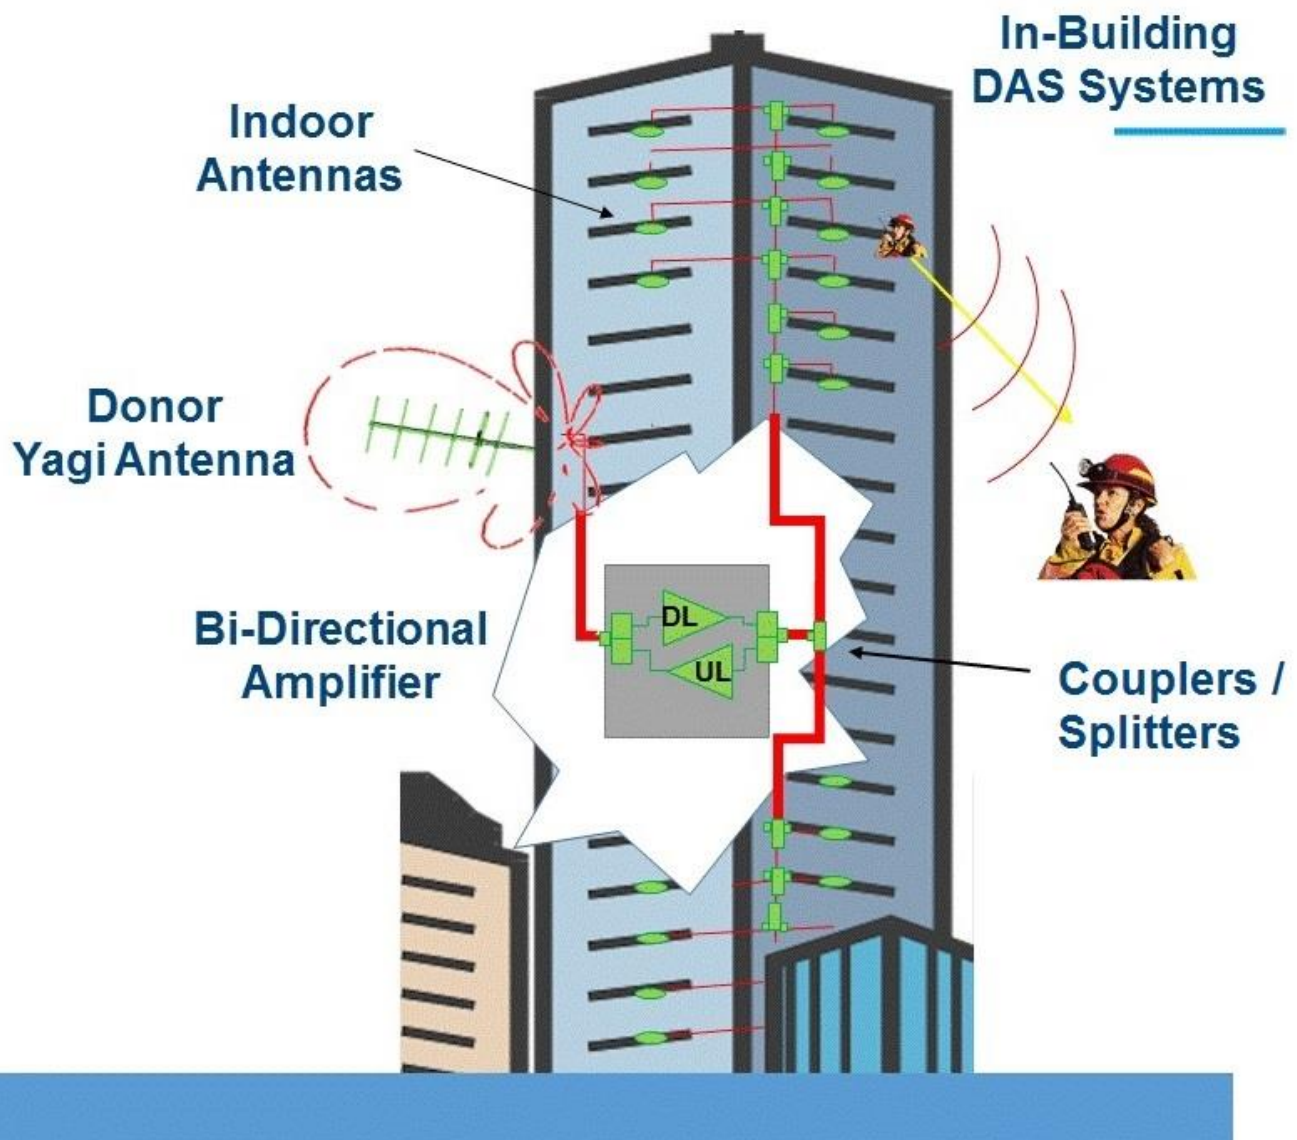 In-Building
DAS Systems
Indoor
Antennas
Donor
Yagi Antenna
Bi-Directional
Amplifier
DL
UL
Couplers /
Splitters